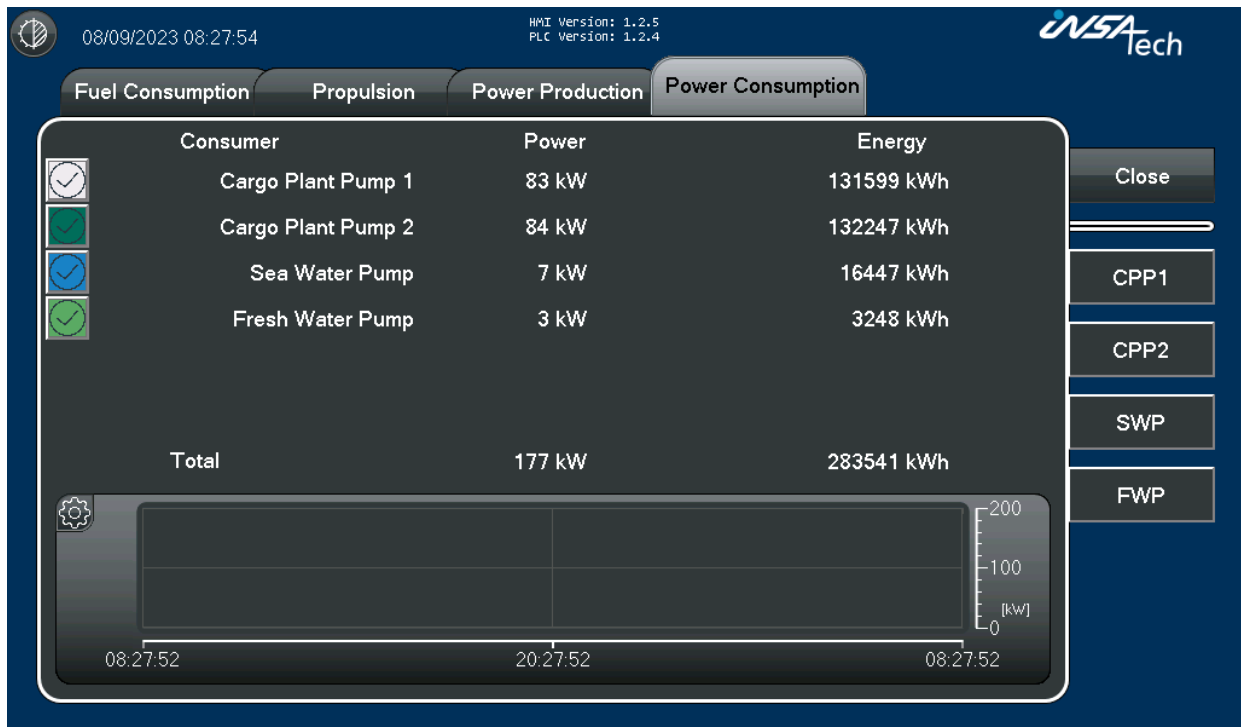 08/09/2023 08:27:54
HMI Version: 1.2.5
PLC Version: 1.2.4
iNSA Tech
Fuel Consumption Propulsion Power Production Power Consumption
Consumer Power Energy
Cargo Plant Pump 1 83 kW 131599 kWh
Cargo Plant Pump 2 84 kW 132247 kWh
Sea Water Pump 7 kW 16447 kWh
Fresh Water Pump 3 kW 3248 kWh
Total 177 kW 283541 kWh
Close
CPP1
CPP2
SWP
FWP
200
100
[kW]
0
08:27:52 20:27:52 08:27:52